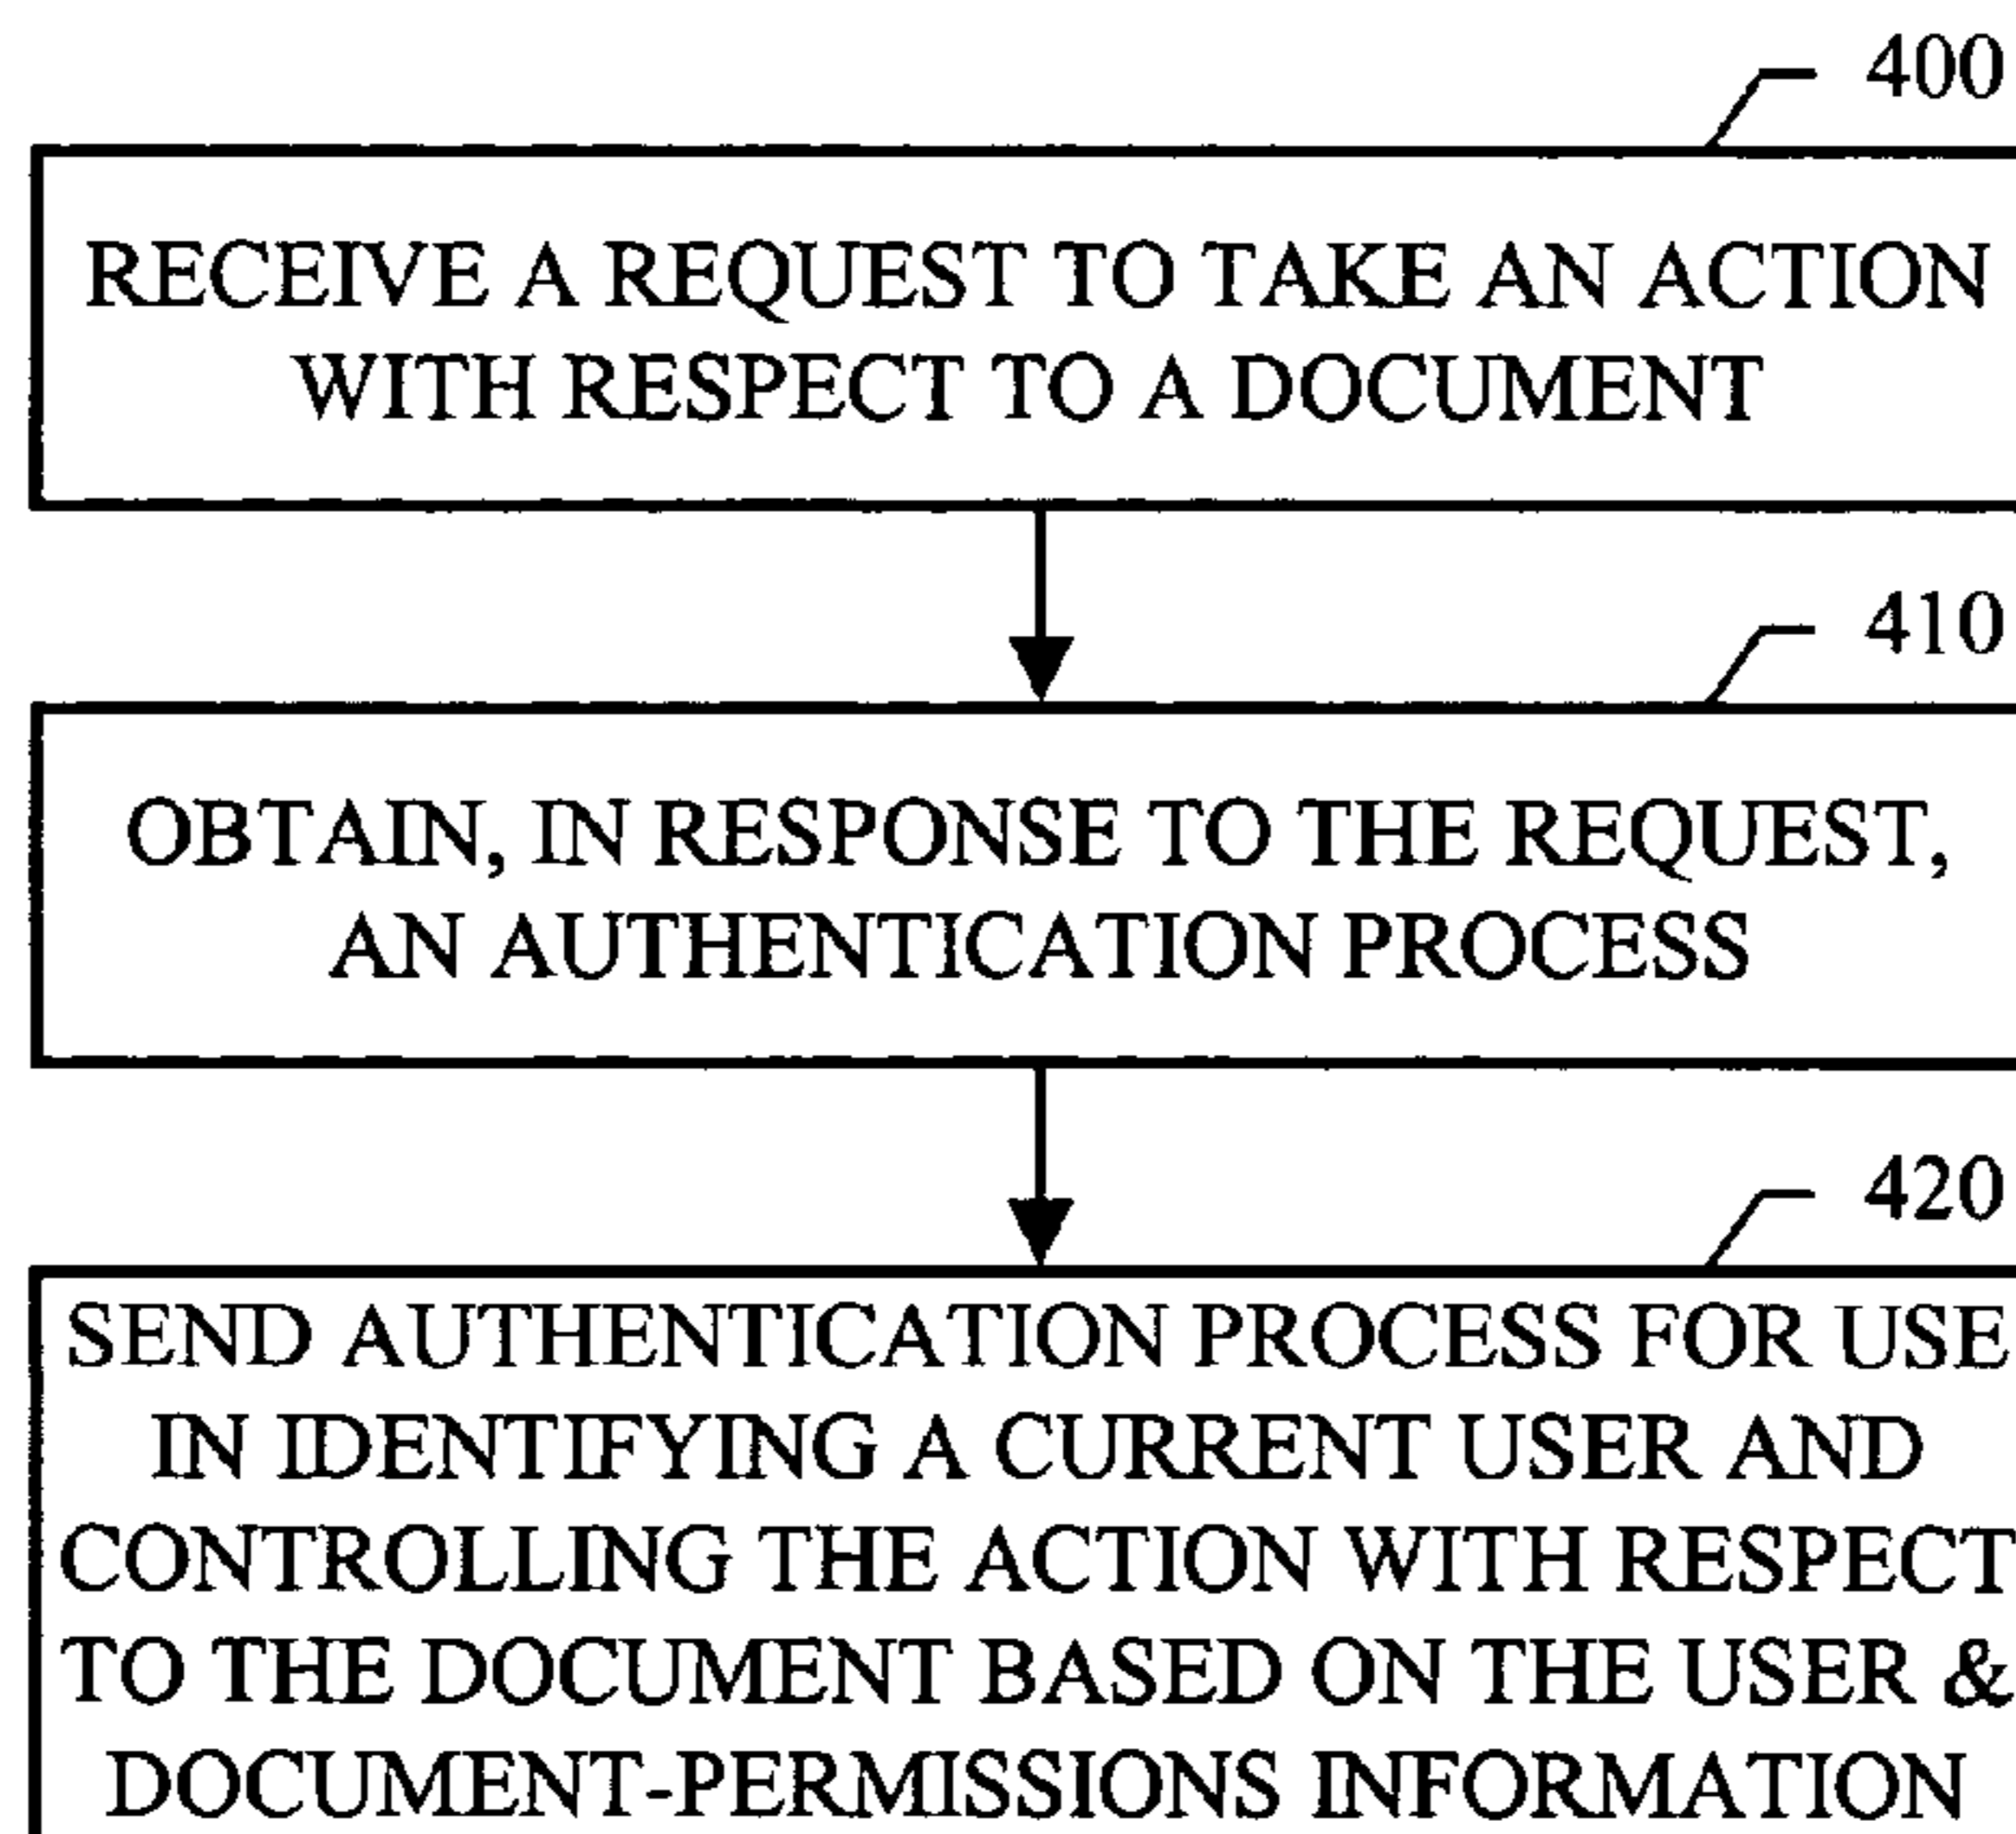 400
RECEIVE A REQUEST TO TAKE AN ACTION
WITH RESPECT TO A DOCUMENT
410
OBTAIN, IN RESPONSE TO THE REQUEST,
AN AUTHENTICATION PROCESS
420
SEND AUTHENTICATION PROCESS FOR USE
IN IDENTIFYING A CURRENT USER AND
CONTROLLING THE ACTION WITH RESPECT
TO THE DOCUMENT BASED ON THE USER &
DOCUMENT-PERMISSIONS INFORMATION